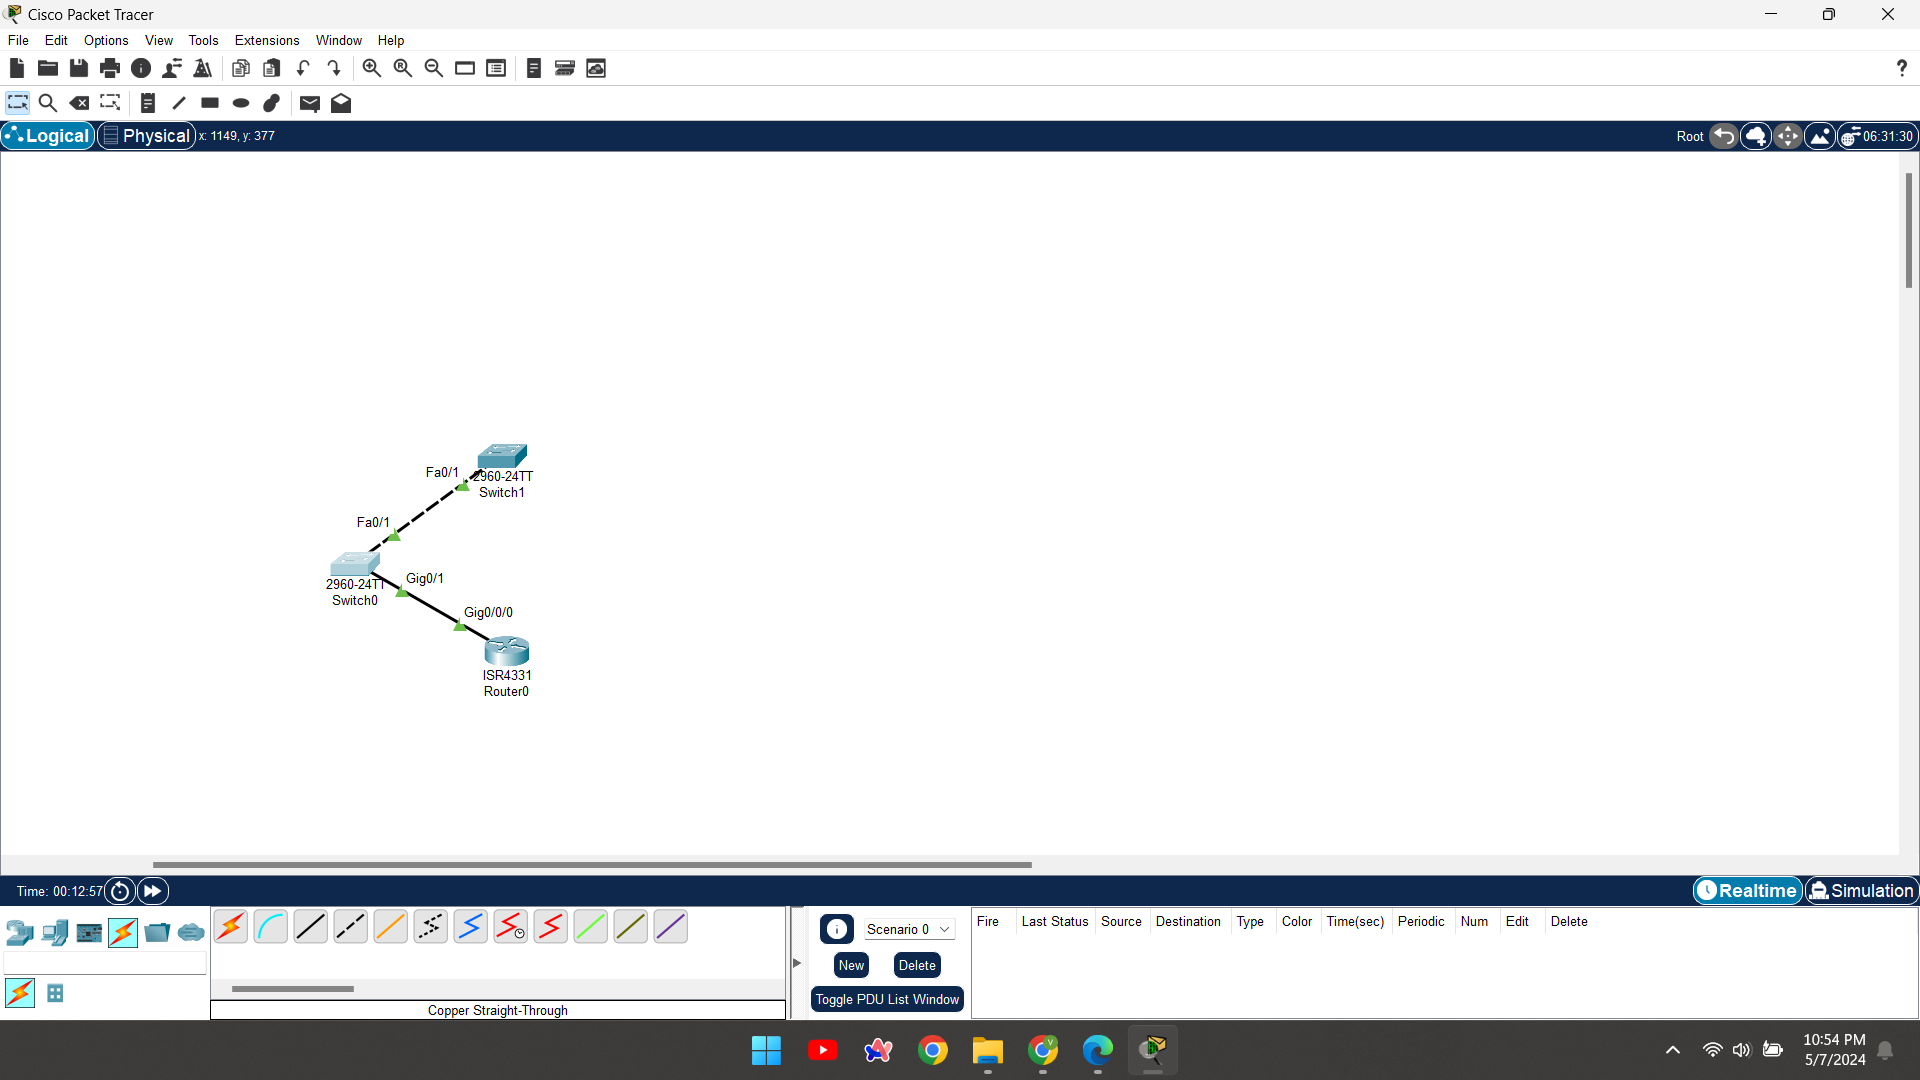 Cisco Packet Tracer
File Edit Options View Tools Extensions Window Help
?
Logical Physical x: 1149, y: 377 Root 06:31:30
Fa0/1
2960-24TT
Switch1
Fa0/1
2960-24TT
Switch0
Gig0/1
Gig0/0/0
ISR4331
Router0
Time: 00:12:57 Realtime Simulation
Scenario 0
New Delete
Toggle PDU List Window
Fire Last Status Source Destination Type Color Time(sec) Periodic Num Edit Delete
Copper Straight-Through
10:54 PM
5/7/2024